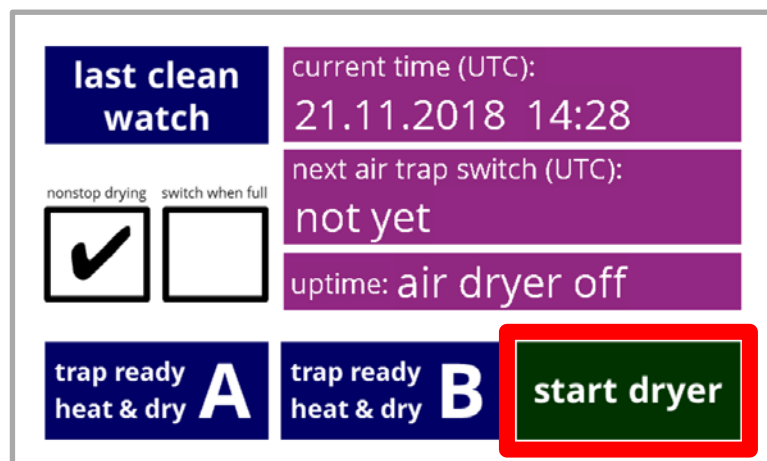 last clean
watch
current time (UTC):
21.11.2018 14:28
next air trap switch (UTC):
not yet
nonstop drying
switch when full
uptime: air dryer off
trap ready
heat & dry
A
trap ready
heat & dry
B
start dryer